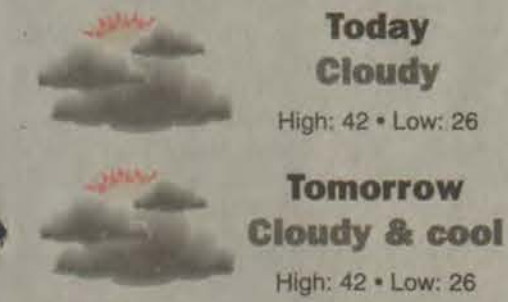 Today
Cloudy
High: 42 • Low: 26
Tomorrow
Cloudy & cool
High: 42 • Low: 26